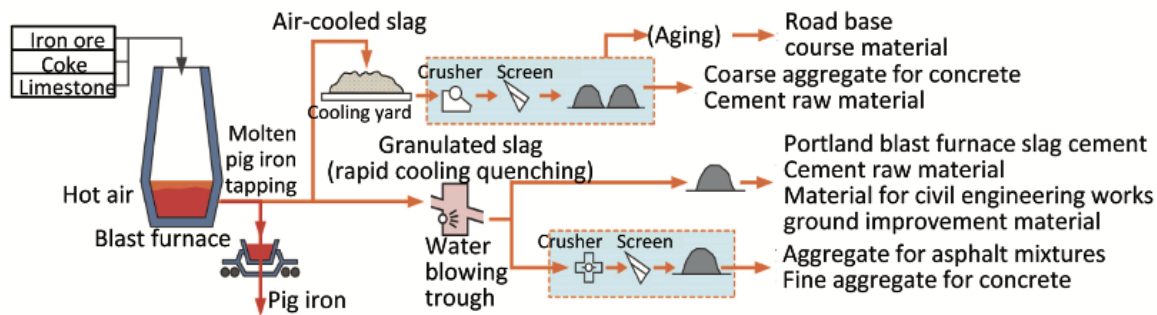 Iron ore
Coke
Limestone
Hot air
Blast furnace
Molten
pig iron
tapping
Pig iron
Air-cooled slag
Cooling yard
Crusher
Screen
(Aging)
Road base
course material
Coarse aggregate for concrete
Cement raw material
Granulated slag
(rapid cooling quenching)
Water
blowing
trough
Portland blast furnace slag cement
Cement raw material
Material for civil engineering works
ground improvement material
Crusher
Screen
Aggregate for asphalt mixtures
Fine aggregate for concrete